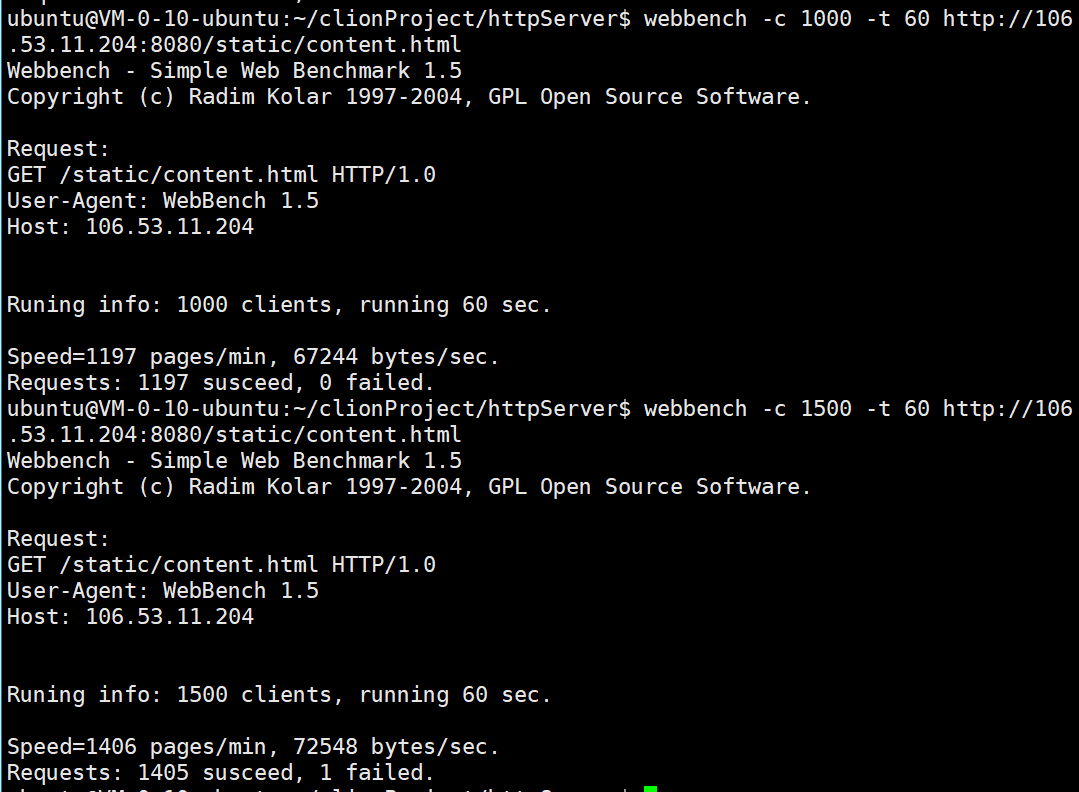 ubuntu@VM-0-10-ubuntu:~/clionProject/httpServer$ webbench -c 1000 -t 60 http://106
.53.11.204:8080/static/content.html
Webbench - Simple Web Benchmark 1.5
Copyright (c) Radim Kolar 1997-2004, GPL Open Source Software.
Request:
GET /static/content.html HTTP/1.0
User-Agent: WebBench 1.5
Host: 106.53.11.204
Runing info: 1000 clients, running 60 sec.
Speed=1197 pages/min, 67244 bytes/sec.
Requests: 1197 susceed, 0 failed.
ubuntu@VM-0-10-ubuntu:~/clionProject/httpServer$ webbench -c 1500 -t 60 http://106
.53.11.204:8080/static/content.html
Webbench - Simple Web Benchmark 1.5
Copyright (c) Radim Kolar 1997-2004, GPL Open Source Software.
Request:
GET /static/content.html HTTP/1.0
User-Agent: WebBench 1.5
Host: 106.53.11.204
Runing info: 1500 clients, running 60 sec.
Speed=1406 pages/min, 72548 bytes/sec.
Requests: 1405 susceed, 1 failed.